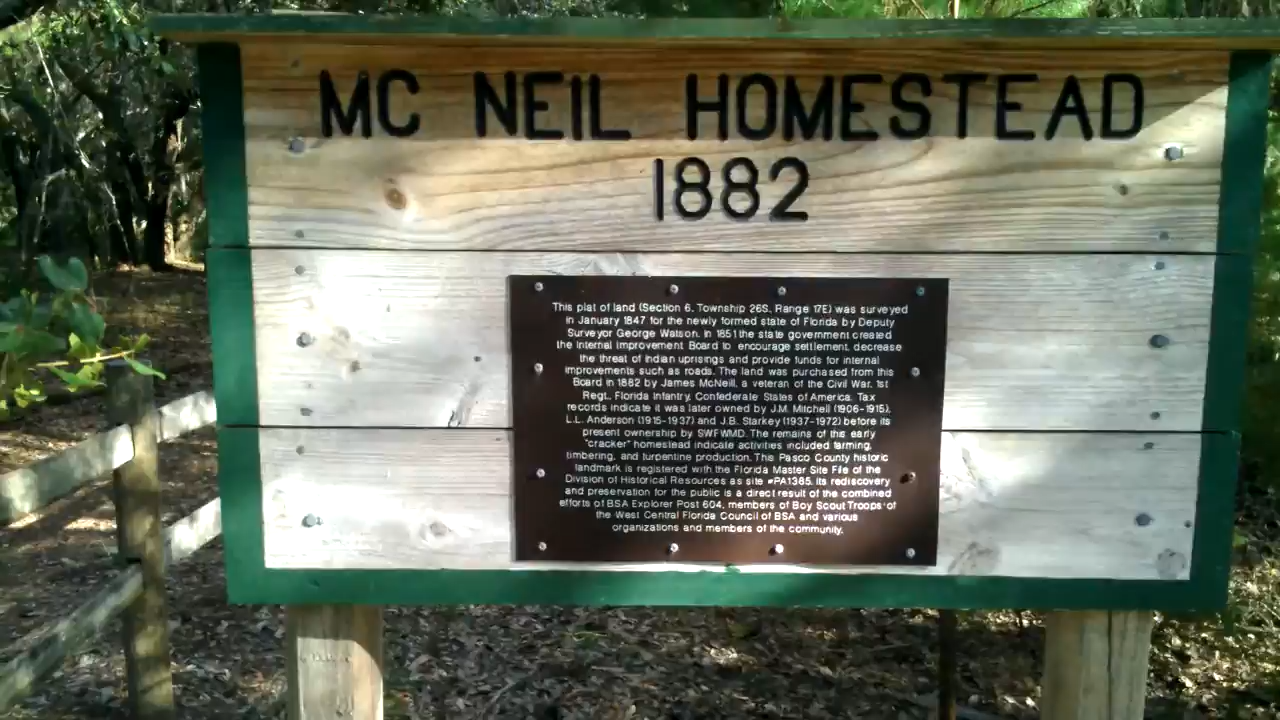 MC NEIL HOMESTEAD
1882
This plat of land (Section 6, Township 26S, Range 17E) was surveyed
in January 1847 for the newly formed state of Florida by Deputy
Surveyor George Watson. In 1851 the state government created
the Internal Improvement Board to encourage settlement, decrease
the threat of Indian uprisings and provide funds for internal
improvements such as roads. The land was purchased from this
Board in 1882 by James McNeill, a veteran of the Civil War, 1st
Regt., Florida Infantry, Confederate States of America. Tax
records indicate it was later owned by J.M. Mitchell (1906-1915),
L.L. Anderson (1915-1937) and J.B. Starkey (1937-1972) before its
present ownership by SWFWMD. The remains of this early
"cracker" homestead indicate activities included farming,
timbering, and turpentine production. This Pasco County historic
landmark is registered with the Florida Master Site File of the
Division of Historical Resources as site #PA1385. Its rediscovery
and preservation for the public is a direct result of the combined
efforts of BSA Explorer Post 604, members of Boy Scout Troops of
the West Central Florida Council of BSA and various
organizations and members of the community.